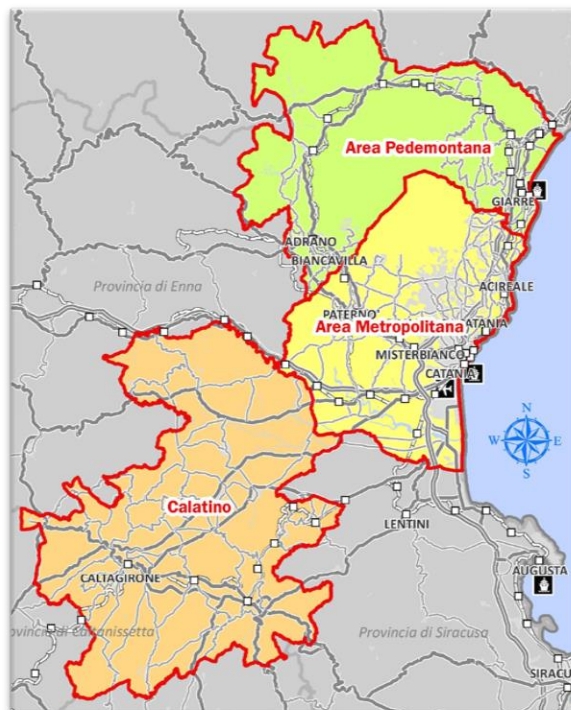 Area Pedemontana
GIARRE
ADRANO
BIANCAVILLA
Provincia di Enna
ACIREALE
PATERNO
Area Metropolitana
MISTERBIANCO
CATANIA
N
W E
S
Calatino
LENTINI
AUGUSTA
CALTAGIRONE
Provincia di Siracusa
SIRACU